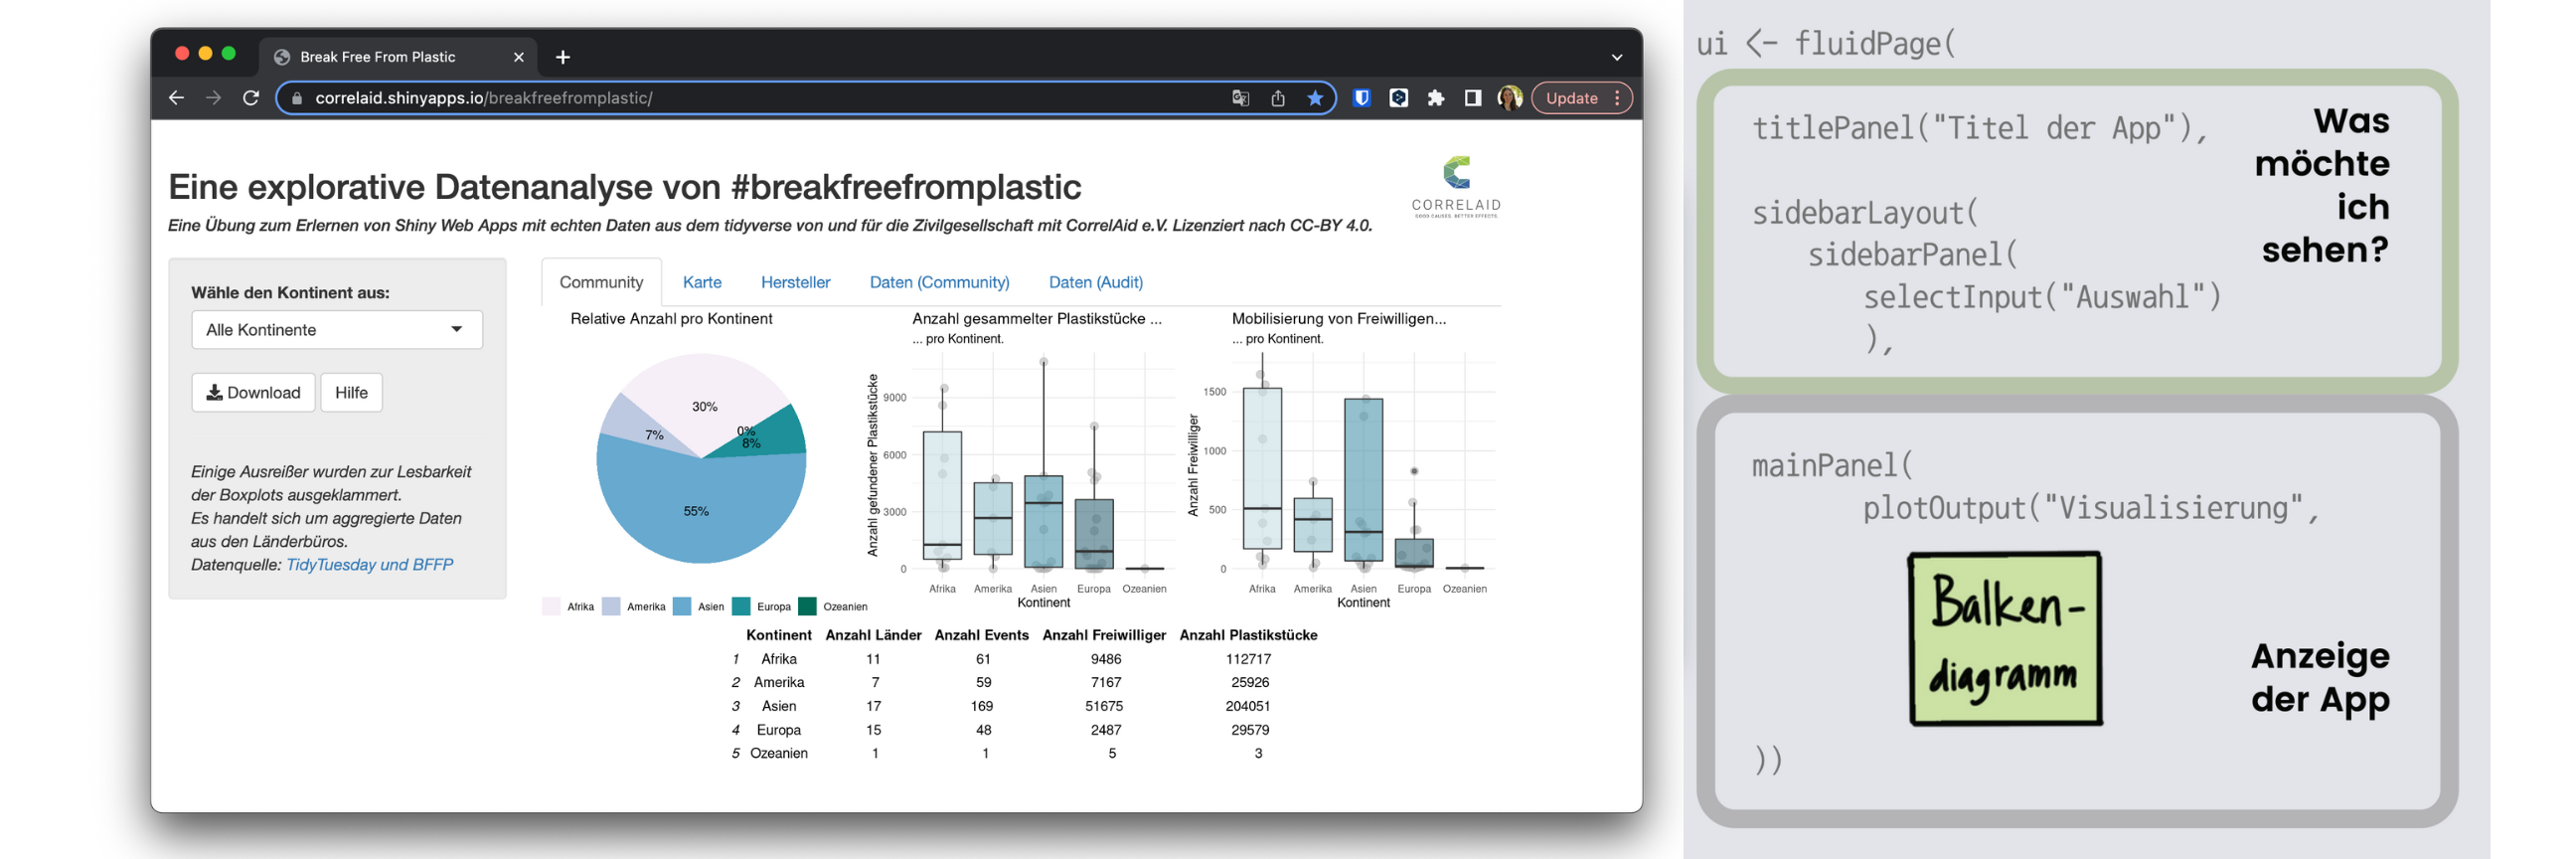 Break Free From Plastic
correlaid.shinyapps.io/breakfreefromplastic/
Update
Eine explorative Datenanalyse von #breakfreefromplastic
Eine Übung zum Erlernen von Shiny Web Apps mit echten Daten aus dem tidyverse von und für die Zivilgesellschaft mit CorrelAid e.V. Lizenziert nach CC-BY 4.0.
CORRELAID
GOOD CAUSES. BETTER EFFECTS.
Wähle den Kontinent aus:
Alle Kontinente
Download Hilfe
Einige Ausreißer wurden zur Lesbarkeit
der Boxplots ausgeklammert.
Es handelt sich um aggregierte Daten
aus den Länderbüros.
Datenquelle: TidyTuesday und BFFP
Community Karte Hersteller Daten (Community) Daten (Audit)
Relative Anzahl pro Kontinent
30%
0%
8%
7%
55%
Afrika Amerika Asien Europa Ozeanien
Anzahl gesammelter Plastikstücke ...
... pro Kontinent.
Anzahl gefundener Plastikstücke
9000
6000
3000
0
Afrika Amerika Asien Europa Ozeanien
Kontinent
Mobilisierung von Freiwilligen...
... pro Kontinent.
Anzahl Freiwilliger
1500
1000
500
0
Afrika Amerika Asien Europa Ozeanien
Kontinent
Kontinent Anzahl Länder Anzahl Events Anzahl Freiwilliger Anzahl Plastikstücke
1 Afrika 11 61 9486 112717
2 Amerika 7 59 7167 25926
3 Asien 17 169 51675 204051
4 Europa 15 48 2487 29579
5 Ozeanien 1 1 5 3
ui <- fluidPage(
titlePanel("Titel der App"),
sidebarLayout(
sidebarPanel(
selectInput("Auswahl")
),
Was
möchte
ich
sehen?
mainPanel(
plotOutput("Visualisierung",
Balken-
diagramm
Anzeige
der App
))